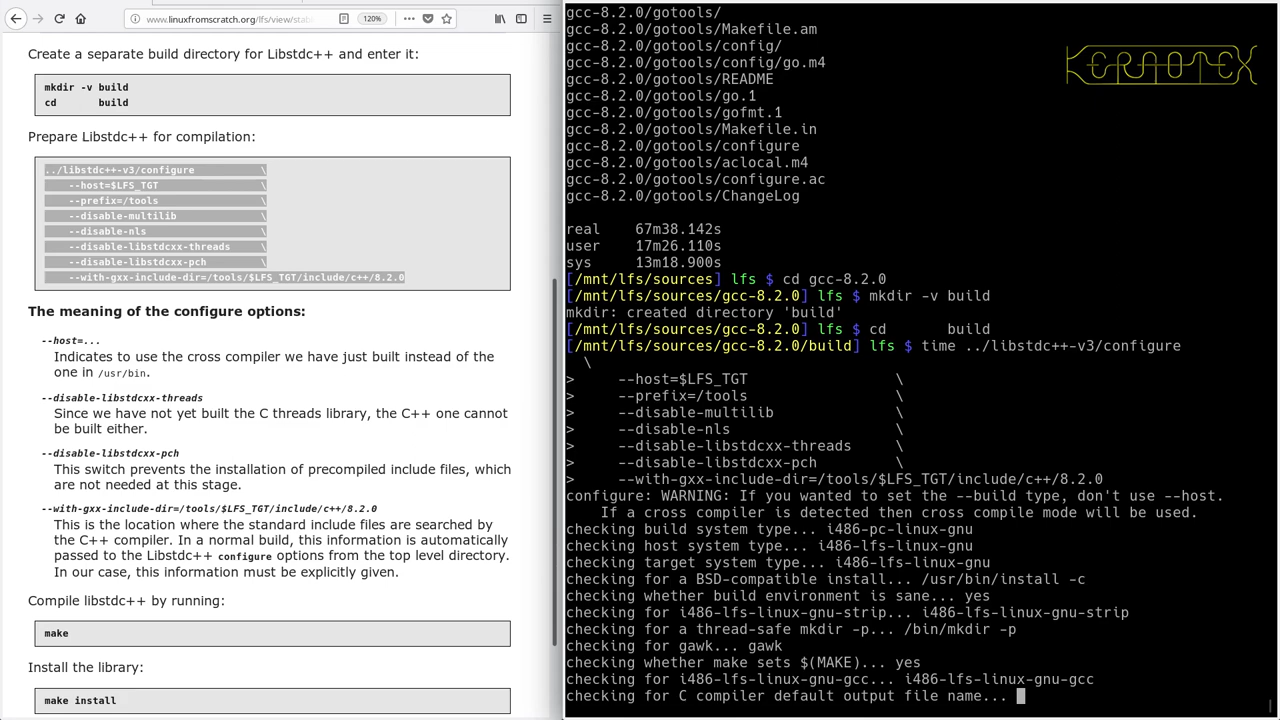 www.linuxfromscratch.org/lfs/view/stab
120%
Create a separate build directory for Libstdc++ and enter it:
mkdir -v build
cd       build
Prepare Libstdc++ for compilation:
../libstdc++-v3/configure           \
    --host=$LFS_TGT                 \
    --prefix=/tools                 \
    --disable-multilib              \
    --disable-nls                   \
    --disable-libstdcxx-threads     \
    --disable-libstdcxx-pch         \
    --with-gxx-include-dir=/tools/$LFS_TGT/include/c++/8.2.0
The meaning of the configure options:
--host=...
Indicates to use the cross compiler we have just built instead of the
one in /usr/bin.
--disable-libstdcxx-threads
Since we have not yet built the C threads library, the C++ one cannot
be built either.
--disable-libstdcxx-pch
This switch prevents the installation of precompiled include files, which
are not needed at this stage.
--with-gxx-include-dir=/tools/$LFS_TGT/include/c++/8.2.0
This is the location where the standard include files are searched by
the C++ compiler. In a normal build, this information is automatically
passed to the Libstdc++ configure options from the top level directory.
In our case, this information must be explicitly given.
Compile libstdc++ by running:
make
Install the library:
make install
gcc-8.2.0/gotools/
gcc-8.2.0/gotools/Makefile.am
gcc-8.2.0/gotools/config/
gcc-8.2.0/gotools/config/go.m4
gcc-8.2.0/gotools/README
gcc-8.2.0/gotools/go.1
gcc-8.2.0/gotools/gofmt.1
gcc-8.2.0/gotools/Makefile.in
gcc-8.2.0/gotools/configure
gcc-8.2.0/gotools/aclocal.m4
gcc-8.2.0/gotools/configure.ac
gcc-8.2.0/gotools/ChangeLog
real    67m38.142s
user    17m26.110s
sys     13m18.900s
[/mnt/lfs/sources] lfs $ cd gcc-8.2.0
[/mnt/lfs/sources/gcc-8.2.0] lfs $ mkdir -v build
mkdir: created directory 'build'
[/mnt/lfs/sources/gcc-8.2.0] lfs $ cd       build
[/mnt/lfs/sources/gcc-8.2.0/build] lfs $ time ../libstdc++-v3/configure
  \
>     --host=$LFS_TGT                 \
>     --prefix=/tools                 \
>     --disable-multilib              \
>     --disable-nls                   \
>     --disable-libstdcxx-threads     \
>     --disable-libstdcxx-pch         \
>     --with-gxx-include-dir=/tools/$LFS_TGT/include/c++/8.2.0
configure: WARNING: If you wanted to set the --build type, don't use --host.
    If a cross compiler is detected then cross compile mode will be used.
checking build system type... i486-pc-linux-gnu
checking host system type... i486-lfs-linux-gnu
checking target system type... i486-lfs-linux-gnu
checking for a BSD-compatible install... /usr/bin/install -c
checking whether build environment is sane... yes
checking for i486-lfs-linux-gnu-strip... i486-lfs-linux-gnu-strip
checking for a thread-safe mkdir -p... /bin/mkdir -p
checking for gawk... gawk
checking whether make sets $(MAKE)... yes
checking for i486-lfs-linux-gnu-gcc... i486-lfs-linux-gnu-gcc
checking for C compiler default output file name...